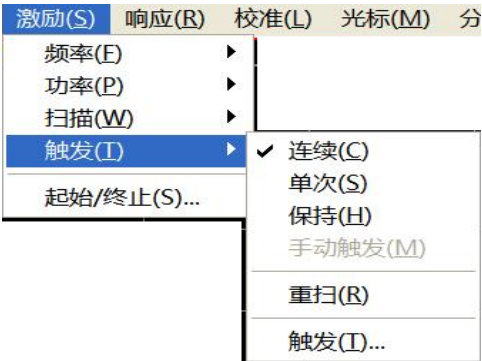 激励(S) 响应(R) 校准(L) 光标(M) 分
频率(F)
功率(P)
扫描(W)
触发(T)
起始/终止(S)...
连续(C)
单次(S)
保持(H)
手动触发(M)
重扫(R)
触发(T)...